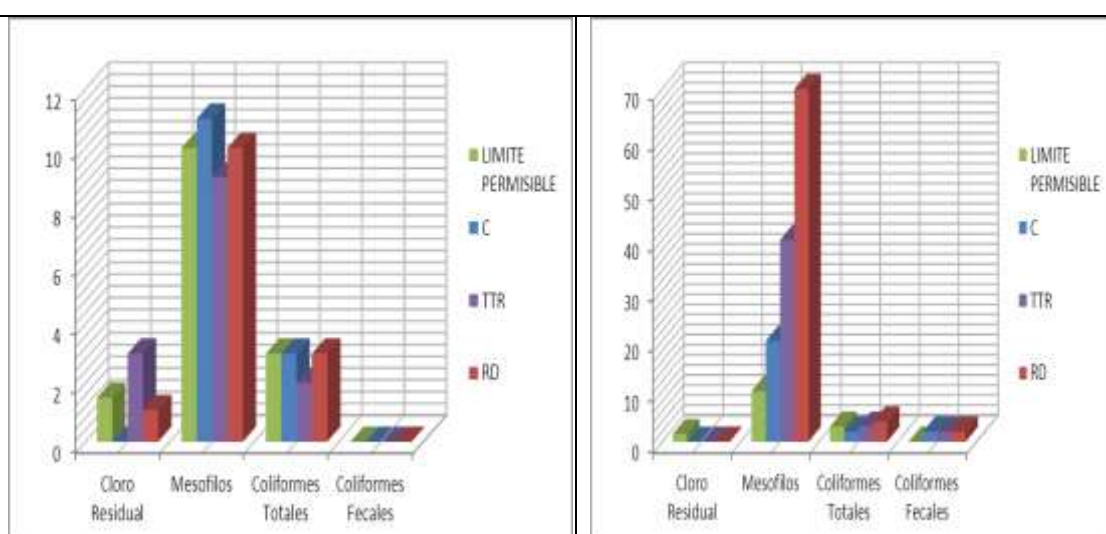 12
10
8
6
4
2
0
Cloro
Residual
Mesofilos
Coliformes
Totales
Coliformes
Fecales
LIMITE
PERMISIBLE
C
TTR
RD
70
60
50
40
30
20
10
0
Cloro
Residual
Mesofilos
Coliformes
Totales
Coliformes
Fecales
LIMITE
PERMISIBLE
C
TTR
RD